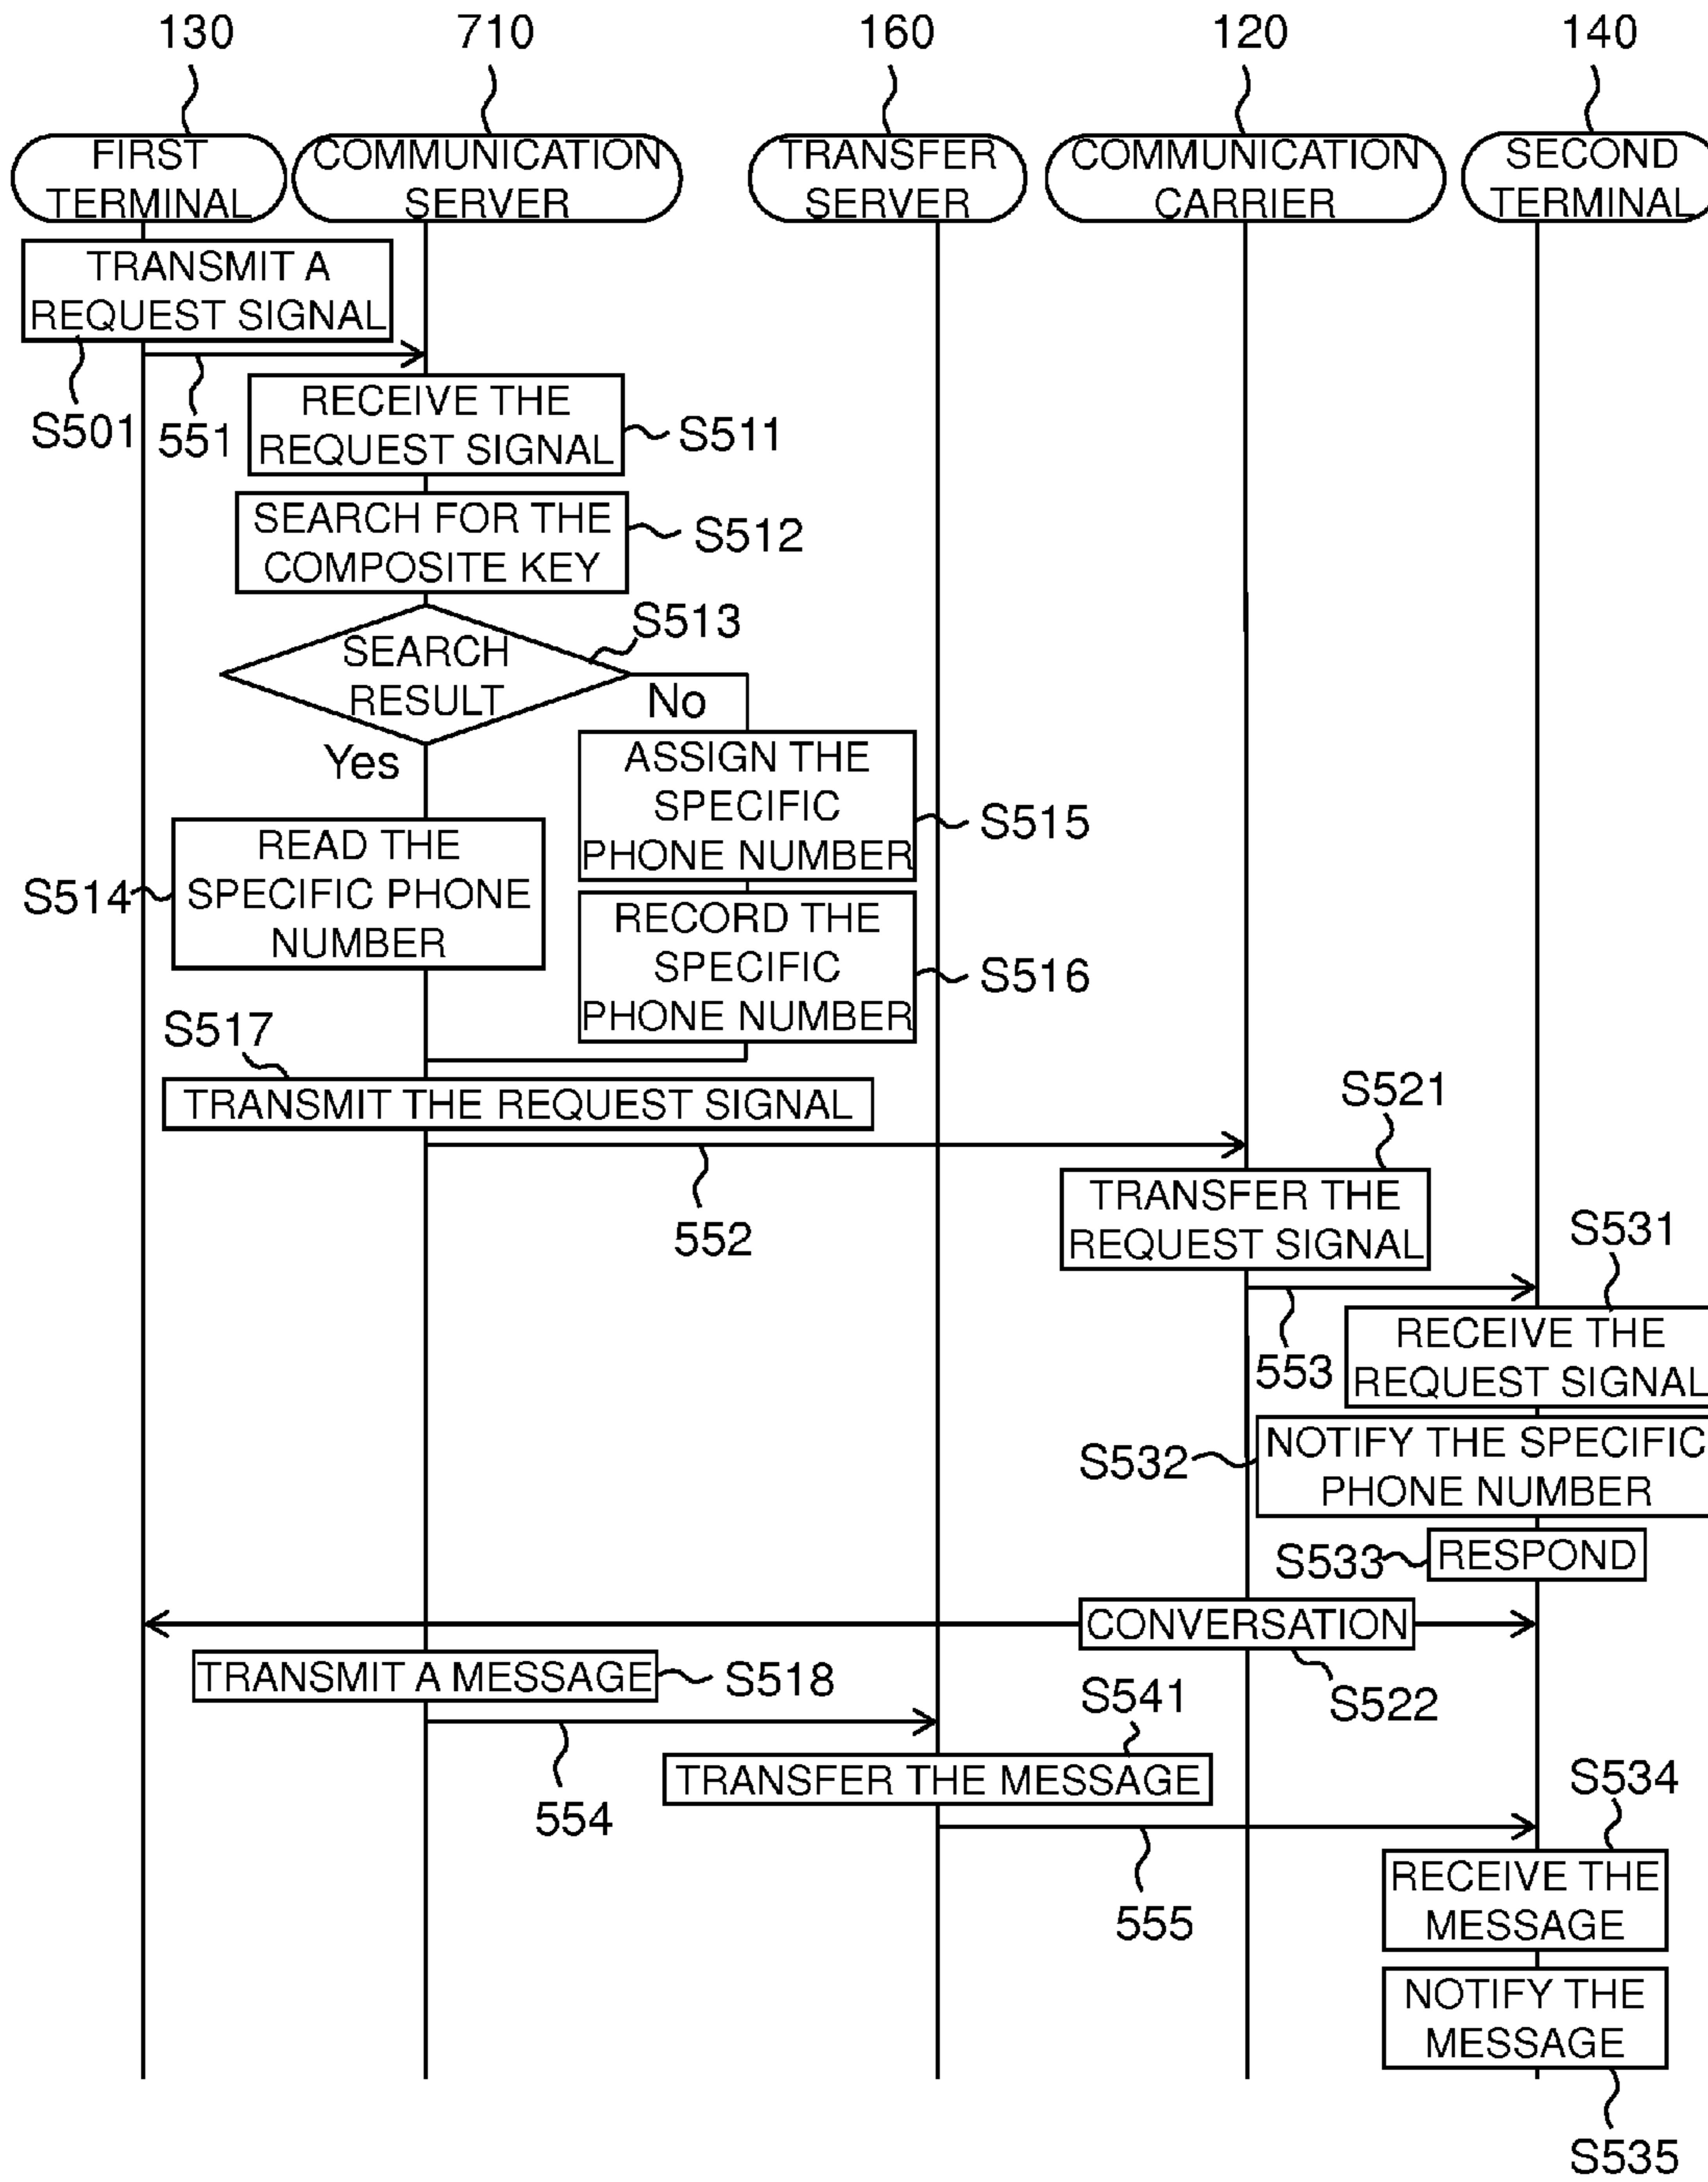 130
710
160
120
140
FIRST
TERMINAL
COMMUNICATION
SERVER
TRANSFER
SERVER
COMMUNICATION
CARRIER
SECOND
TERMINAL
TRANSMIT A
REQUEST SIGNAL
S501
551
RECEIVE THE
REQUEST SIGNAL
S511
SEARCH FOR THE
COMPOSITE KEY
S512
SEARCH
RESULT
S513
No
Yes
ASSIGN THE
SPECIFIC
PHONE NUMBER
S515
READ THE
SPECIFIC PHONE
NUMBER
S514
RECORD THE
SPECIFIC
PHONE NUMBER
S516
S517
TRANSMIT THE REQUEST SIGNAL
552
S521
TRANSFER THE
REQUEST SIGNAL
553
S531
RECEIVE THE
REQUEST SIGNAL
S532
NOTIFY THE SPECIFIC
PHONE NUMBER
S533
RESPOND
CONVERSATION
S522
TRANSMIT A MESSAGE
S518
554
S541
TRANSFER THE MESSAGE
555
S534
RECEIVE THE
MESSAGE
NOTIFY THE
MESSAGE
S535